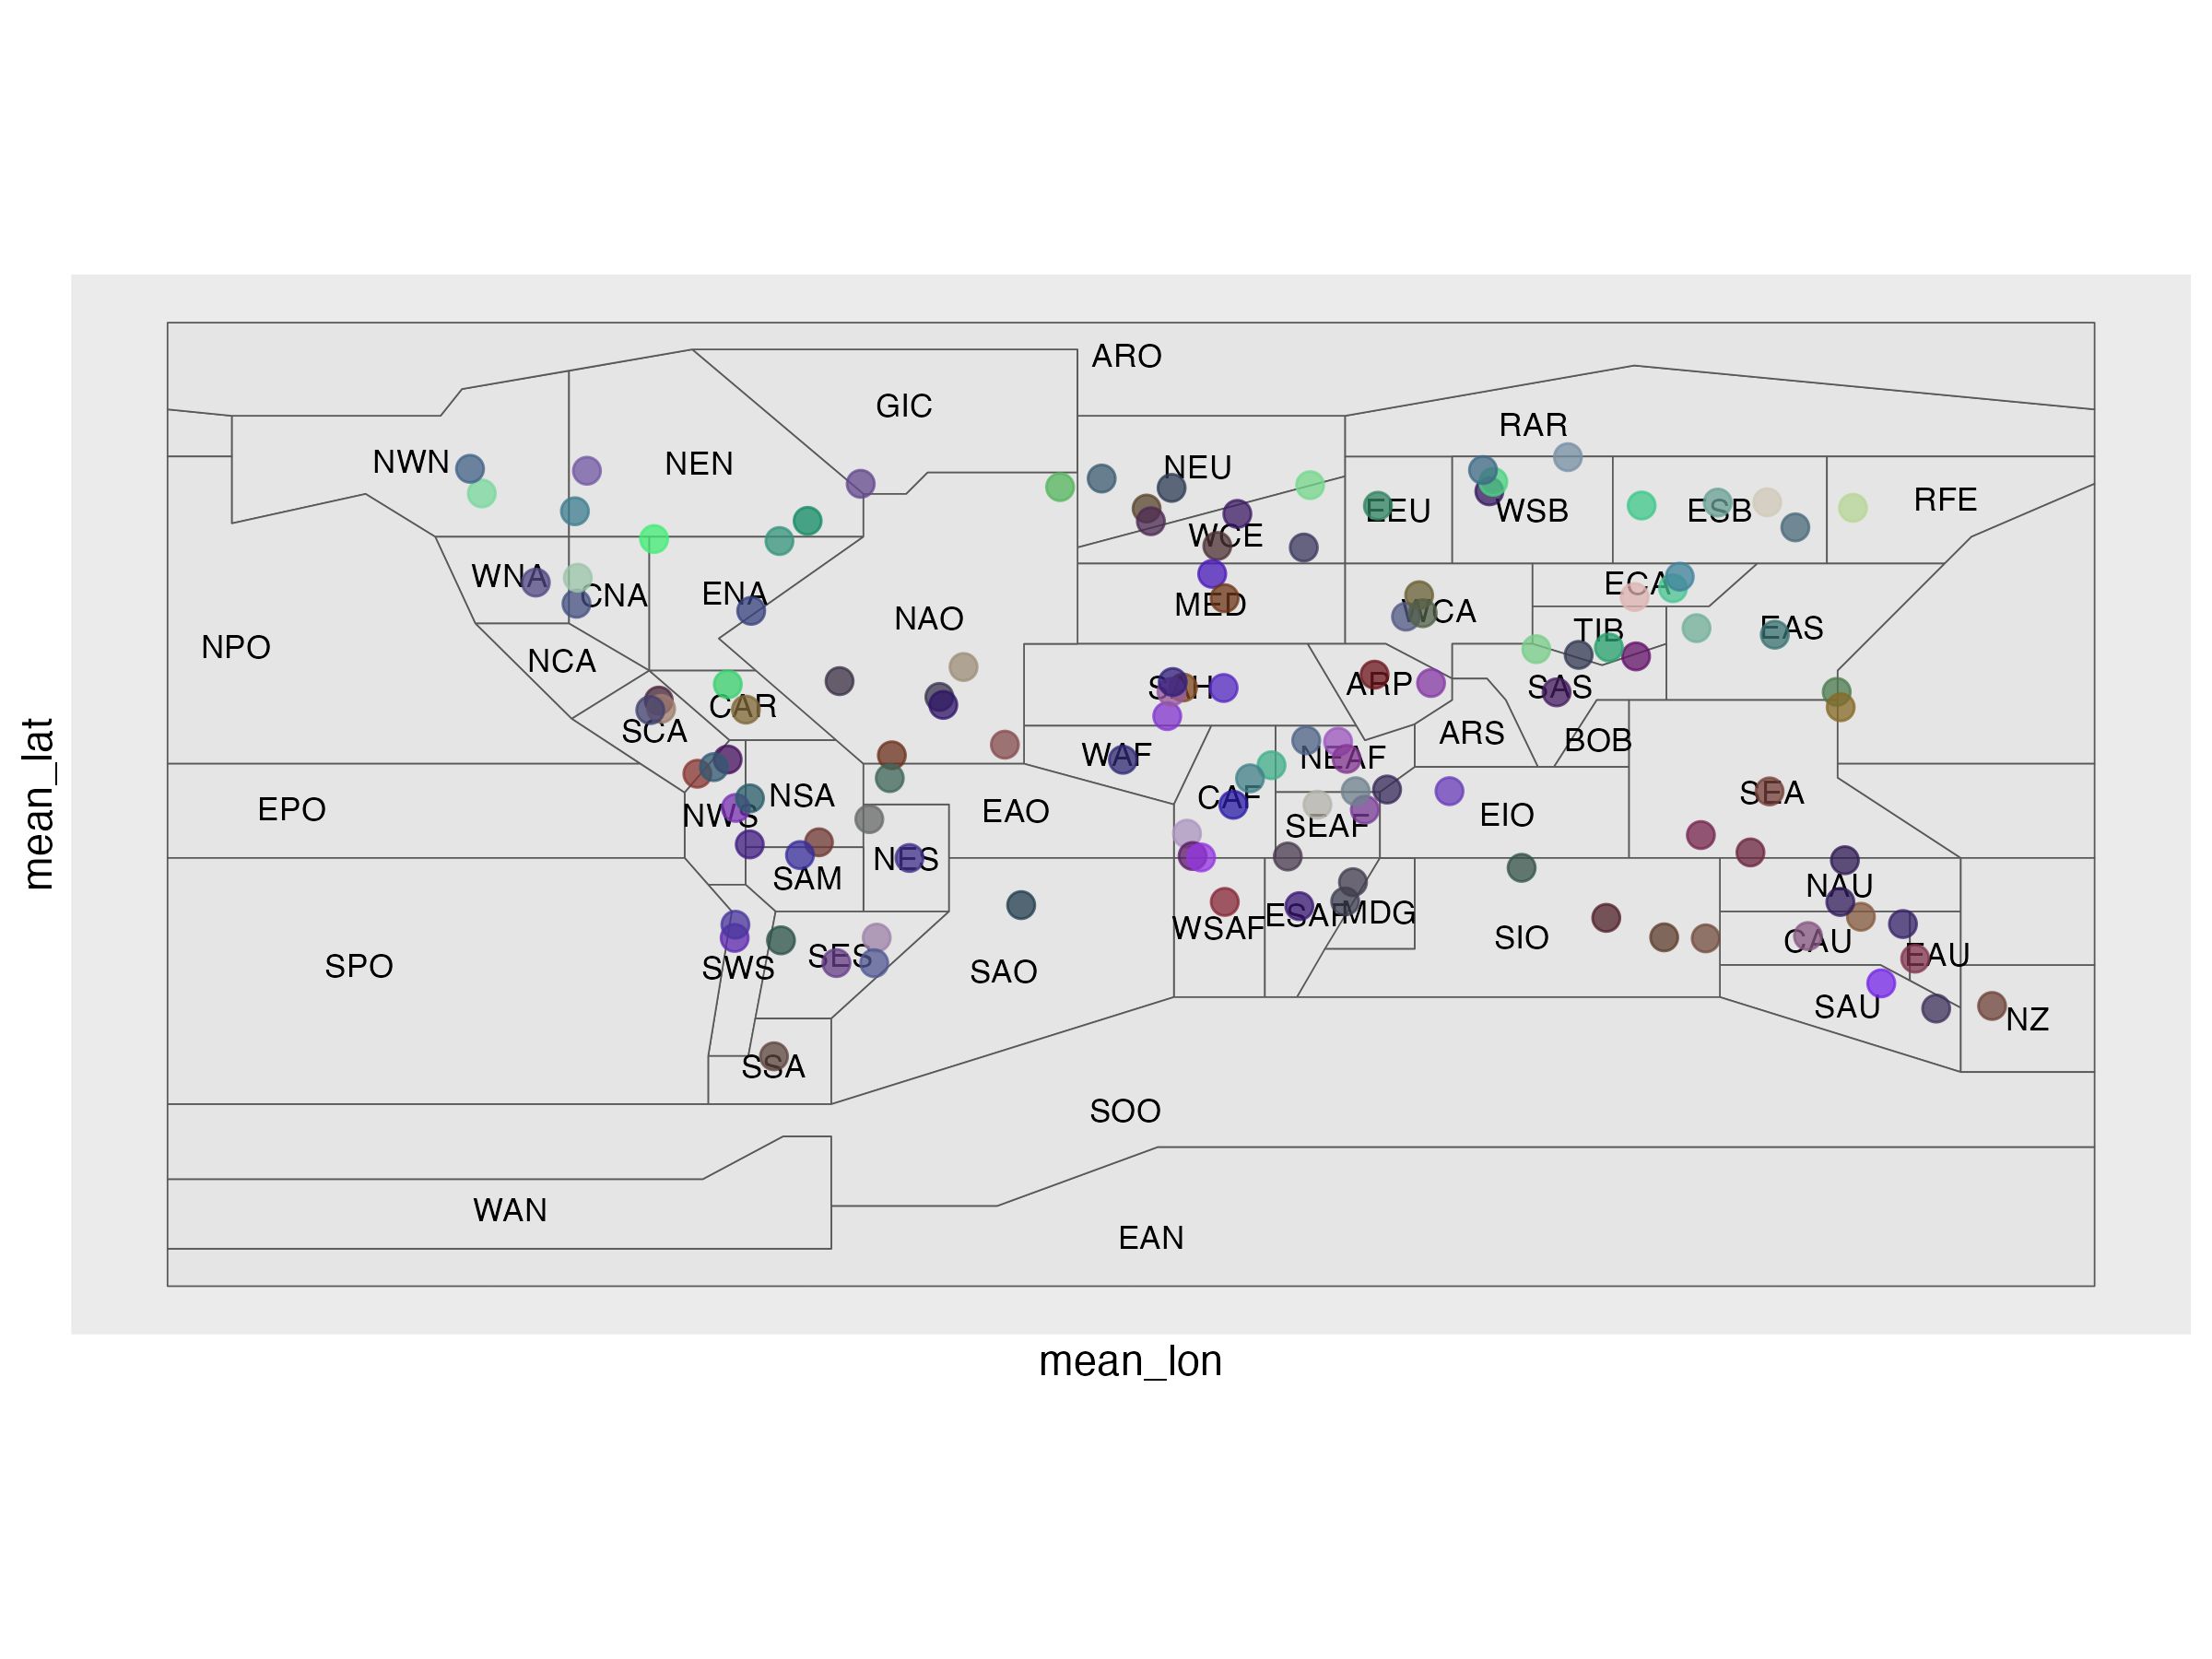 ARO
GIC
RAR
NWN
NEN
NEU
RFE
EEU
WSB
ESB
WCE
WNA
CNA
ENA
ECA
MED
WCA
NAO
TIB
EAS
NPO
NCA
SAH
ARP
SAS
CAR
SCA
ARS
BOB
WAF
NEAF
NSA
CAF
SEA
EPO
NWS
EAO
EIO
SEAF
NES
SAM
NAU
ESAF
MDG
WSAF
SIO
CAU
SES
EAU
SPO
SWS
SAO
SAU
NZ
SSA
SOO
WAN
EAN
mean_lat
mean_lon